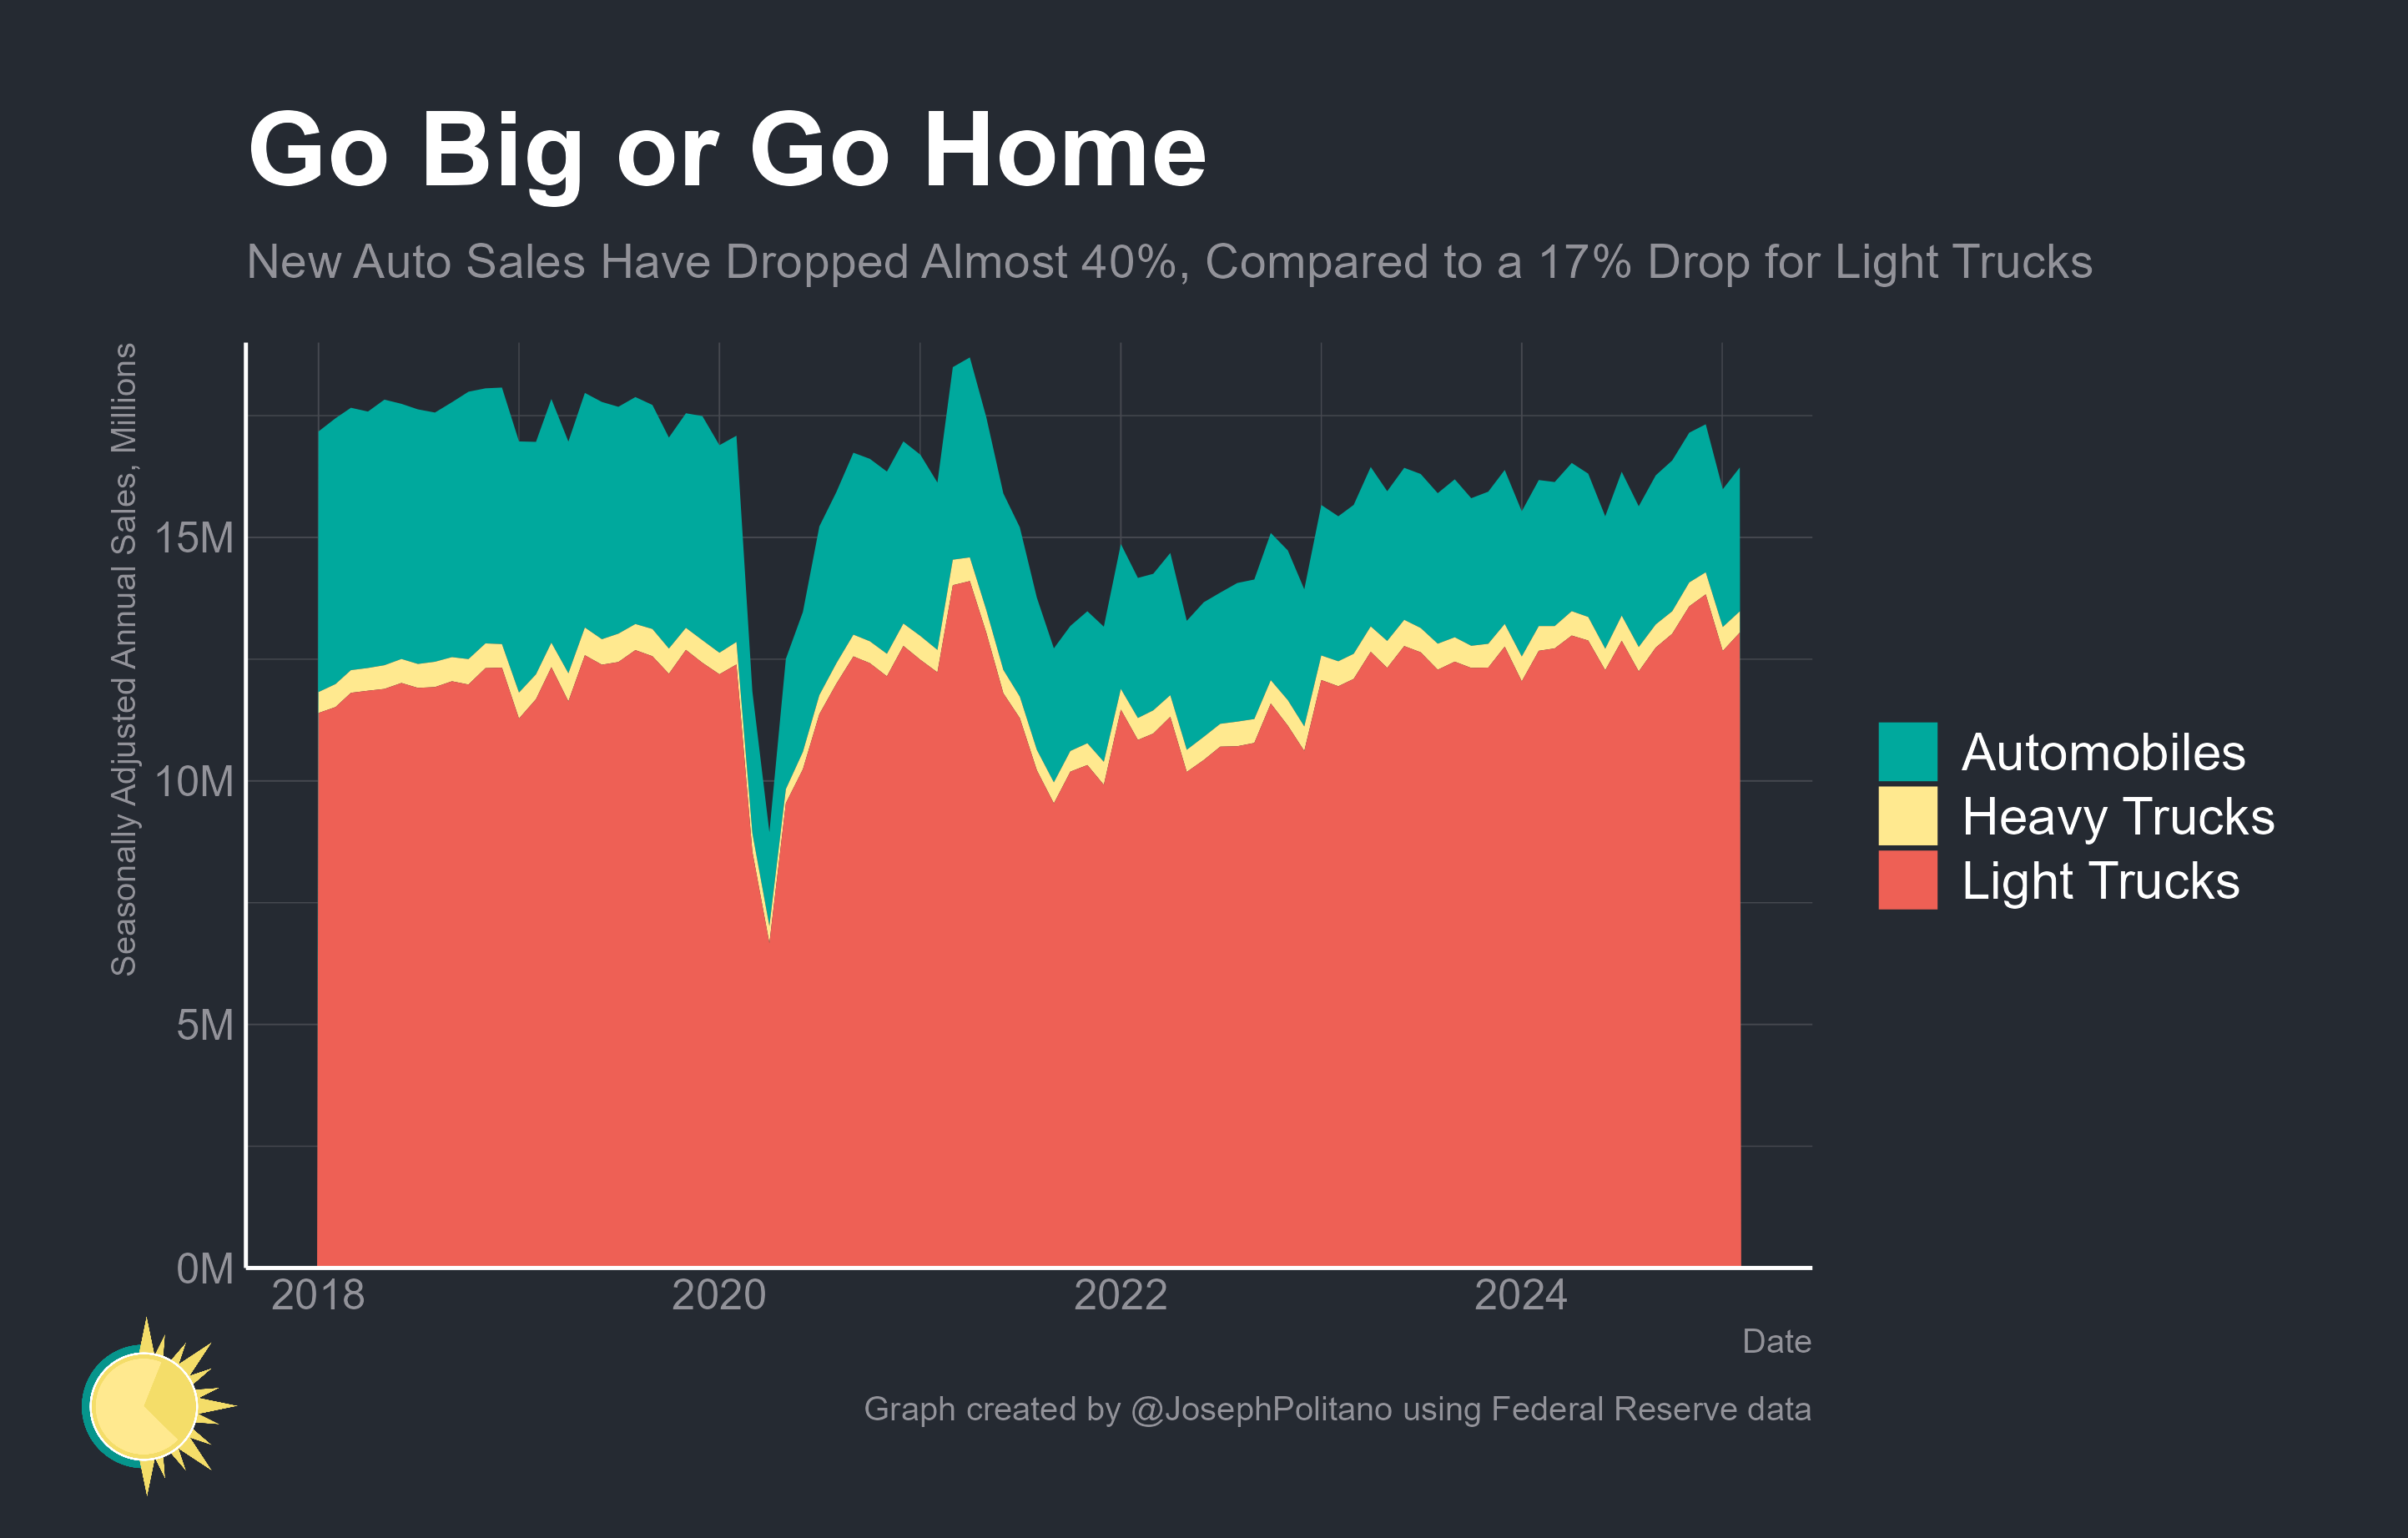 Go Big or Go Home
New Auto Sales Have Dropped Almost 40%, Compared to a 17% Drop for Light Trucks
Seasonally Adjusted Annual Sales, Millions
15M
10M
5M
0M
2018
2020
2022
2024
Date
Automobiles
Heavy Trucks
Light Trucks
Graph created by @JosephPolitano using Federal Reserve data